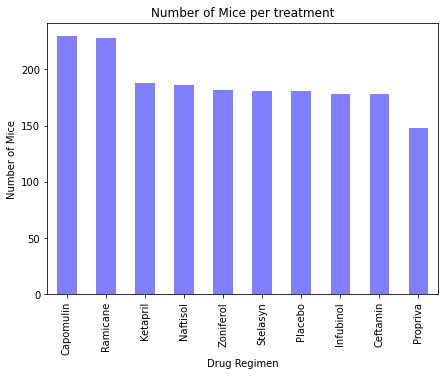 Number of Mice per treatment
Number of Mice
200
150
100
50
0
Capomulin
Ramicane
Ketapril
Naftisol
Zoniferol
Stelasyn
Placebo
Infubinol
Ceftamin
Propriva
Drug Regimen